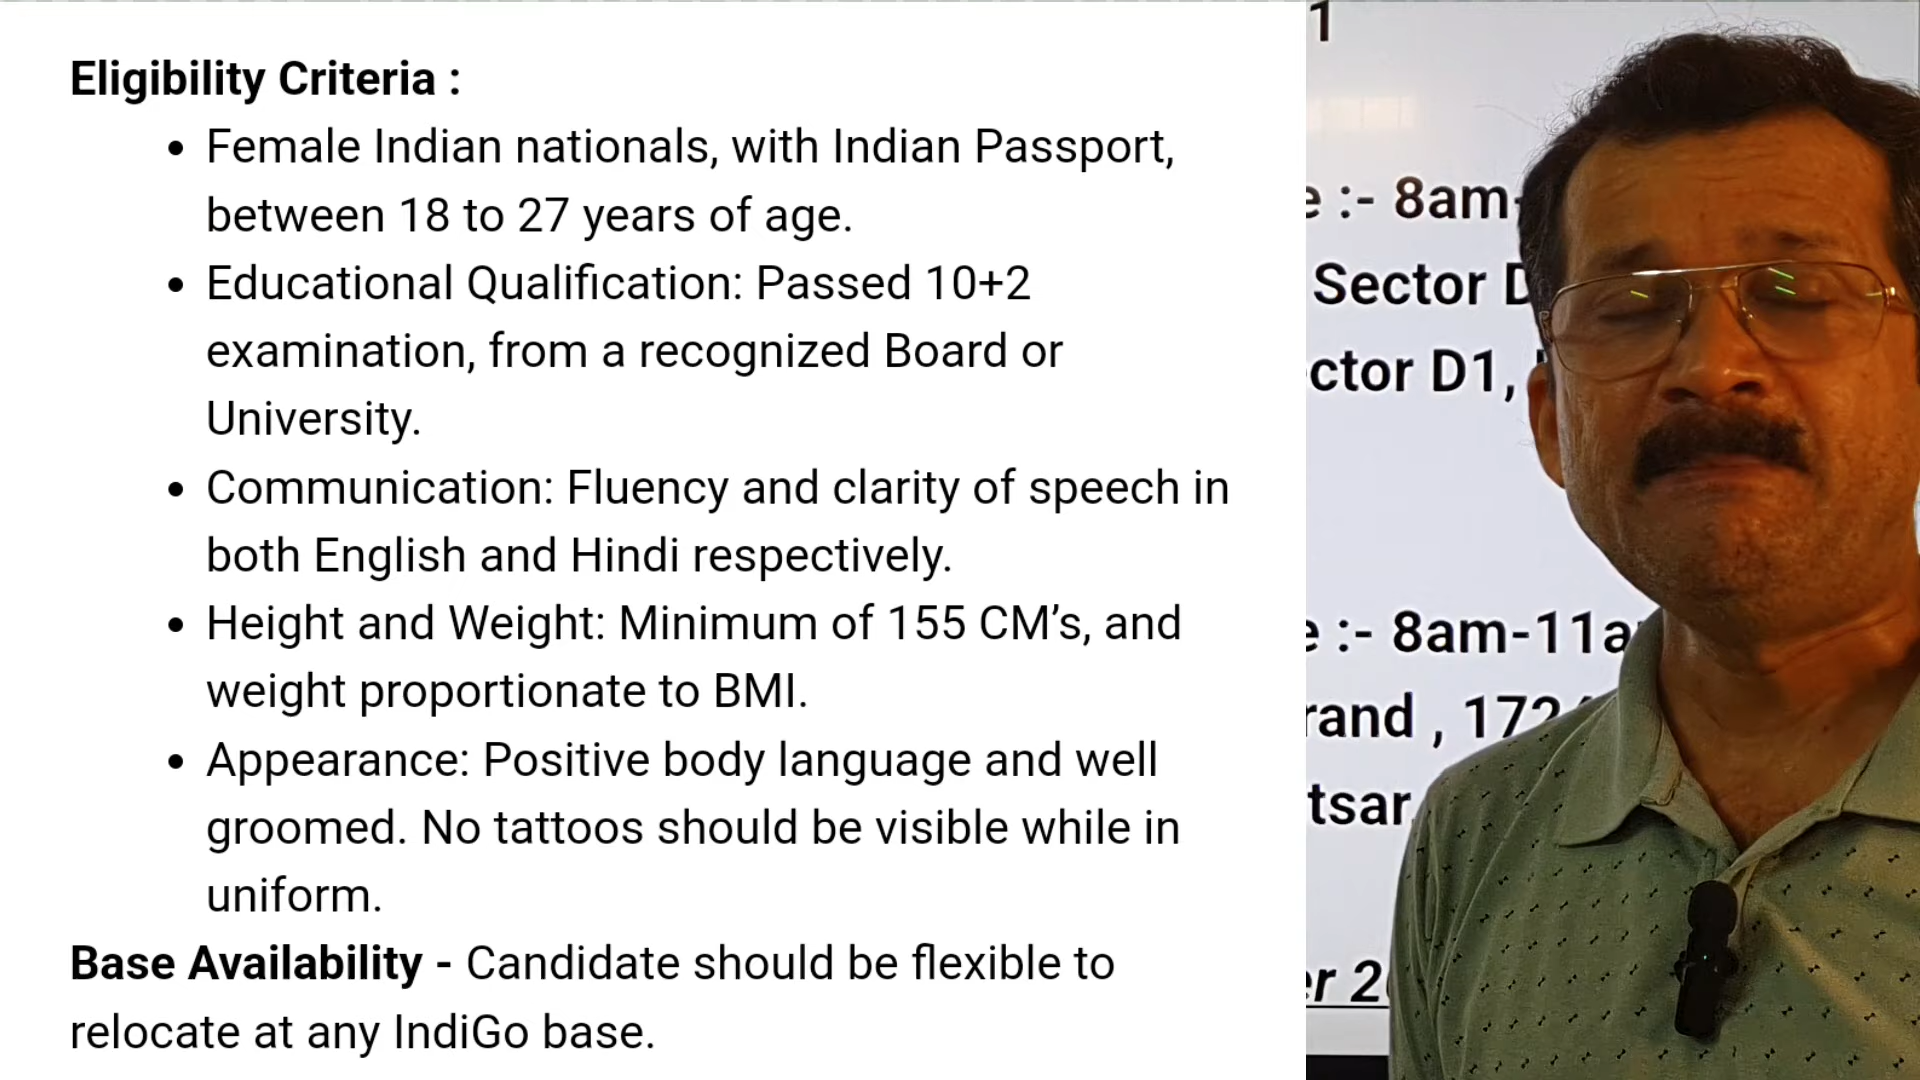 Eligibility Criteria :
Female Indian nationals, with Indian Passport,
between 18 to 27 years of age.
Educational Qualification: Passed 10+2
examination, from a recognized Board or
University.
Communication: Fluency and clarity of speech in
both English and Hindi respectively.
Height and Weight: Minimum of 155 CM’s, and
weight proportionate to BMI.
Appearance: Positive body language and well
groomed. No tattoos should be visible while in
uniform.
Base Availability - Candidate should be flexible to
relocate at any IndiGo base.
1
:- 8am-
Sector
D1,
:- 8am-11a
, 172